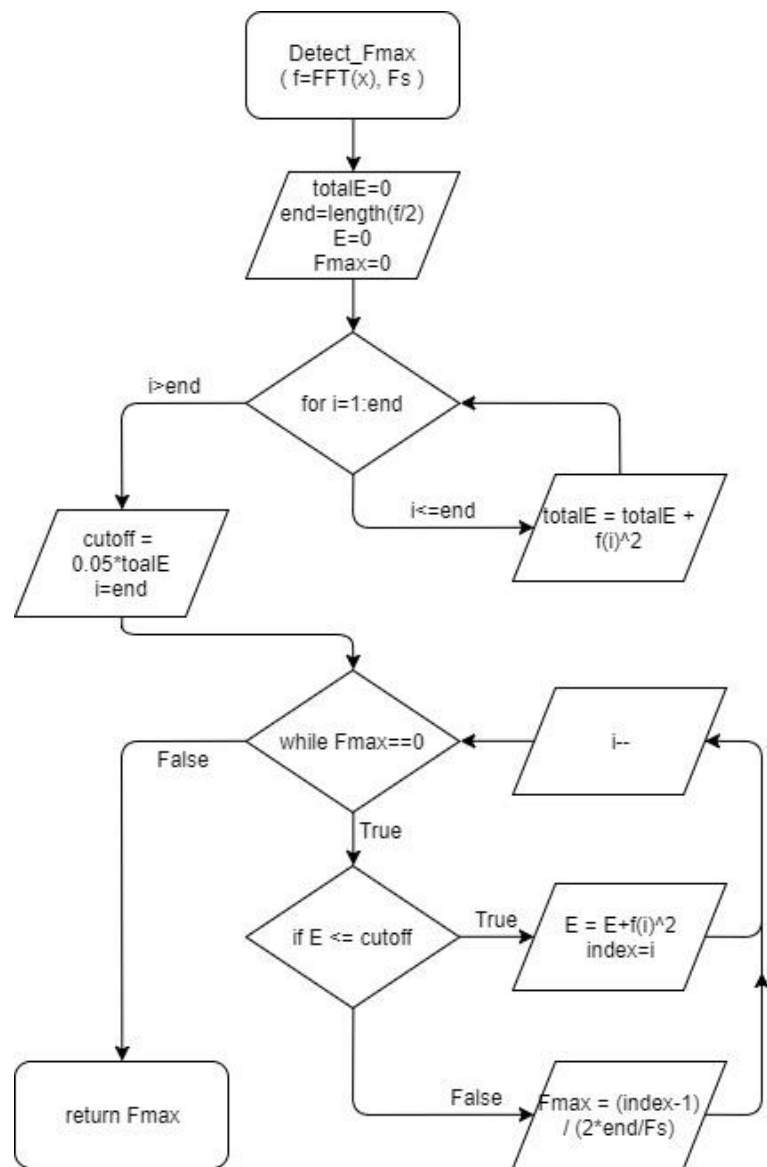 Detect_Fmax
( f=FFT(x), Fs )
totalE=0
end=length(f/2)
E=0
Fmax=0
for i=1:end
i>end
i<=end
totalE = totalE +
f(i)^2
cutoff =
0.05*toalE
i=end
while Fmax==0
i--
False
True
if E <= cutoff
True
E = E+f(i)^2
index=i
False
Fmax = (index-1)
/ (2*end/Fs)
return Fmax